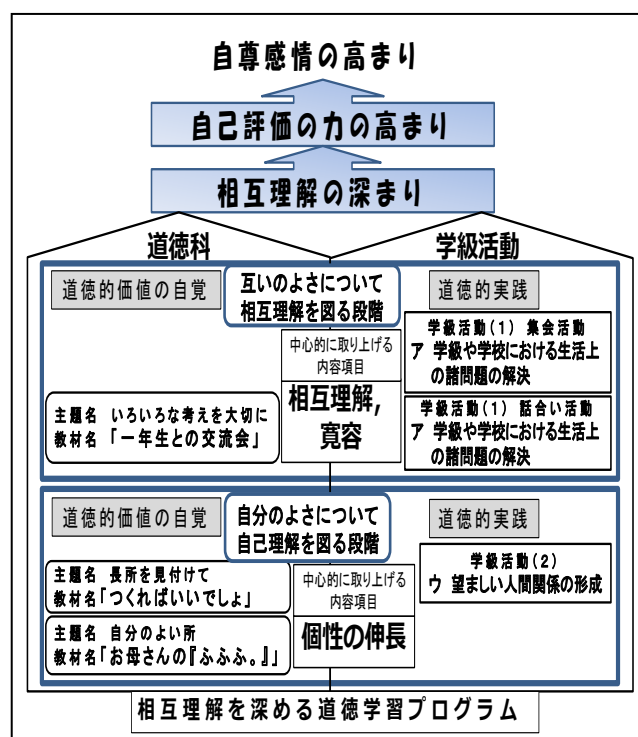 自尊感情の高まり
自己評価の力の高まり
相互理解の深まり
道徳科
学級活動
道徳的価値の自覚
互いのよさについて
相互理解を図る段階
道徳的実践
中心的に取り上げる
内容項目
相互理解，
寛容
主題名 いろいろな考えを大切に
教材名「一年生との交流会」
学級活動(1) 集会活動
ア 学級や学校における生活上
の諸問題の解決
学級活動(1) 話合い活動
ア 学級や学校における生活上
の諸問題の解決
道徳的価値の自覚
自分のよさについて
自己理解を図る段階
道徳的実践
中心的に取り上げる
内容項目
個性の伸長
主題名 長所を見付けて
教材名「つくればいいでしょ」
主題名 自分のよい所
教材名「お母さんの『ふふふ。』」
学級活動(2)
ウ 望ましい人間関係の形成
相互理解を深める道徳学習プログラム